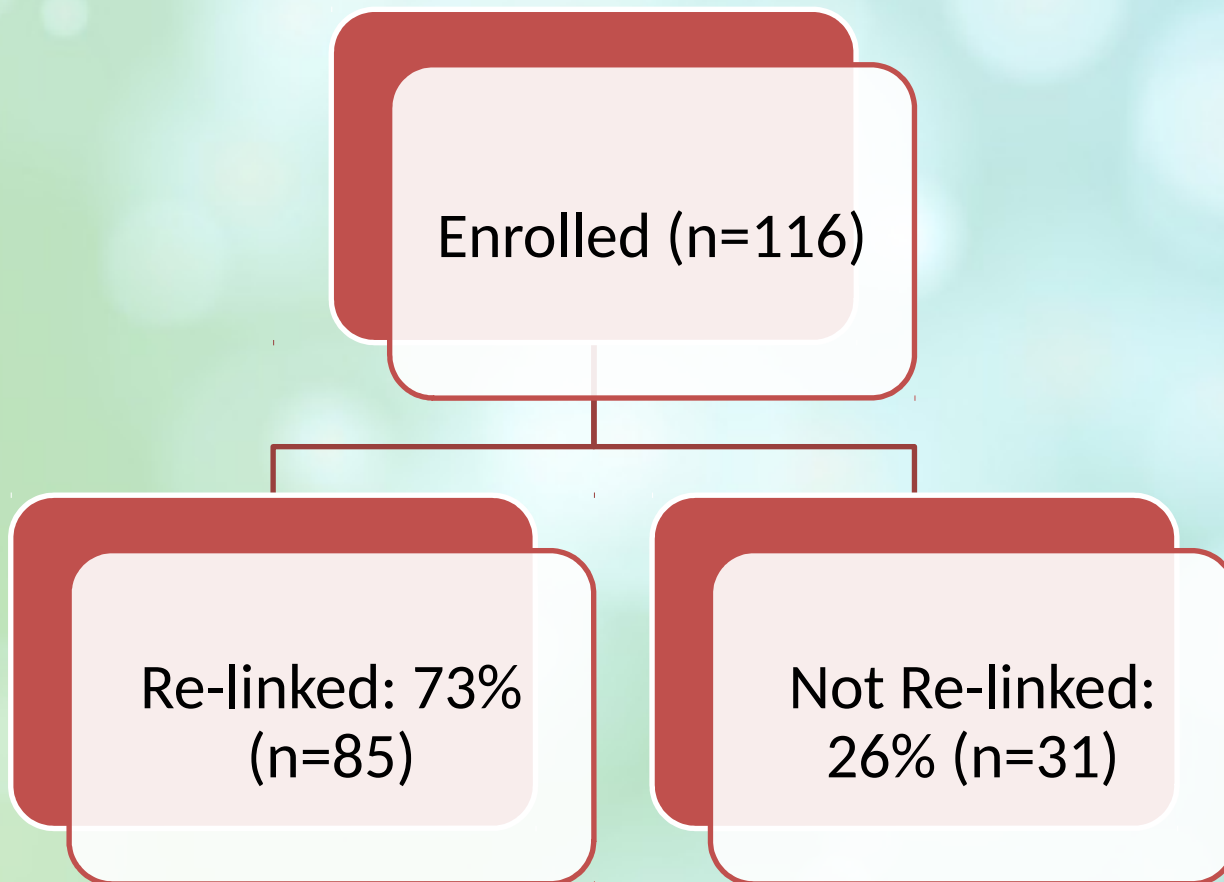 Enrolled (n=116)
Re-linked: 73%
(n=85)
Not Re-linked:
26% (n=31)